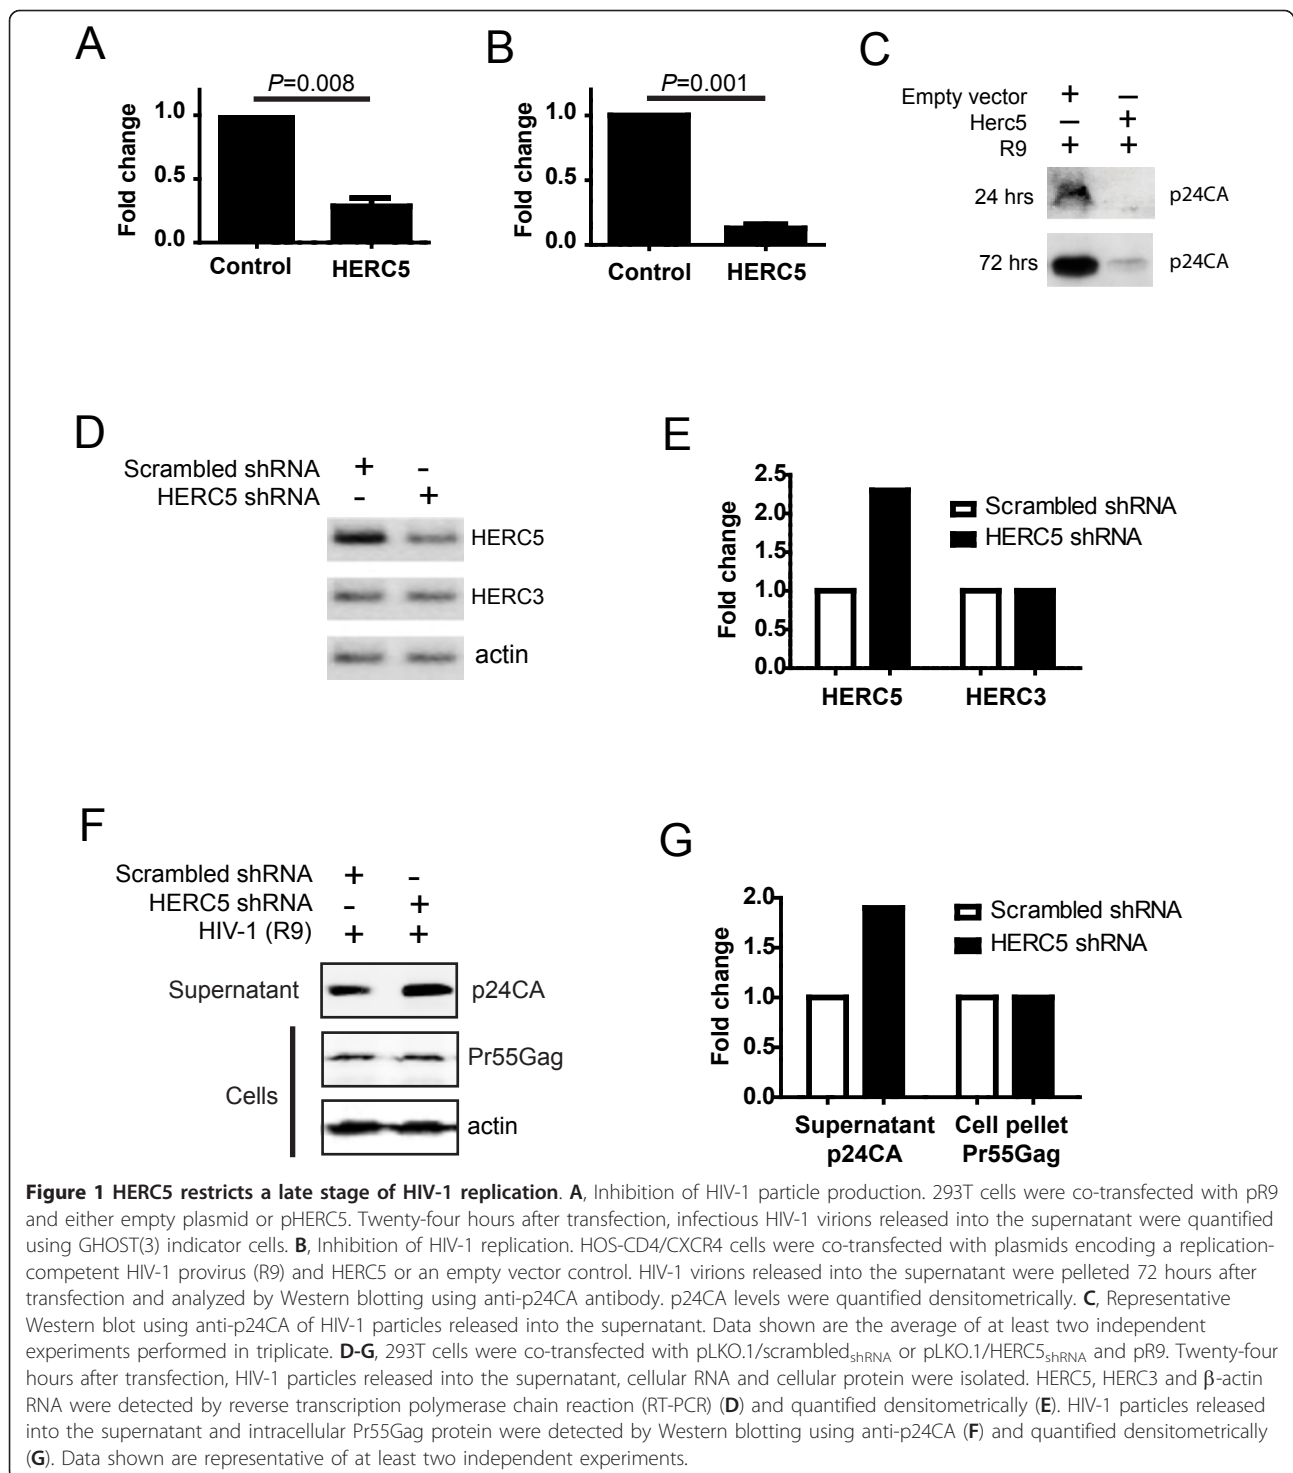 A
P=0.008
Fold change
1.0
0.5
0.0
Control HERC5
B
P=0.001
Fold change
1.0
0.5
0.0
Control HERC5
C
Empty vector + –
Herc5 – +
R9 + +
24 hrs p24CA
72 hrs p24CA
D
Scrambled shRNA + -
HERC5 shRNA - +
HERC5
HERC3
actin
E
Fold change
2.5
2.0
1.5
1.0
0.5
0.0
HERC5 HERC3
Scrambled shRNA
HERC5 shRNA
F
Scrambled shRNA + -
HERC5 shRNA - +
HIV-1 (R9) + +
Supernatant p24CA
Pr55Gag
Cells
actin
G
Fold change
2.0
1.5
1.0
0.5
0.0
Supernatant Cell pellet
p24CA Pr55Gag
Scrambled shRNA
HERC5 shRNA
Figure 1 HERC5 restricts a late stage of HIV-1 replication. A, Inhibition of HIV-1 particle production. 293T cells were co-transfected with pR9
and either empty plasmid or pHERC5. Twenty-four hours after transfection, infectious HIV-1 virions released into the supernatant were quantified
using GHOST(3) indicator cells. B, Inhibition of HIV-1 replication. HOS-CD4/CXCR4 cells were co-transfected with plasmids encoding a replication-
competent HIV-1 provirus (R9) and HERC5 or an empty vector control. HIV-1 virions released into the supernatant were pelleted 72 hours after
transfection and analyzed by Western blotting using anti-p24CA antibody. p24CA levels were quantified densitometrically. C, Representative
Western blot using anti-p24CA of HIV-1 particles released into the supernatant. Data shown are the average of at least two independent
experiments performed in triplicate. D-G, 293T cells were co-transfected with pLKO.1/scrambledshRNA or pLKO.1/HERC5shRNA and pR9. Twenty-four
hours after transfection, HIV-1 particles released into the supernatant, cellular RNA and cellular protein were isolated. HERC5, HERC3 and β-actin
RNA were detected by reverse transcription polymerase chain reaction (RT-PCR) (D) and quantified densitometrically (E). HIV-1 particles released
into the supernatant and intracellular Pr55Gag protein were detected by Western blotting using anti-p24CA (F) and quantified densitometrically
(G). Data shown are representative of at least two independent experiments.